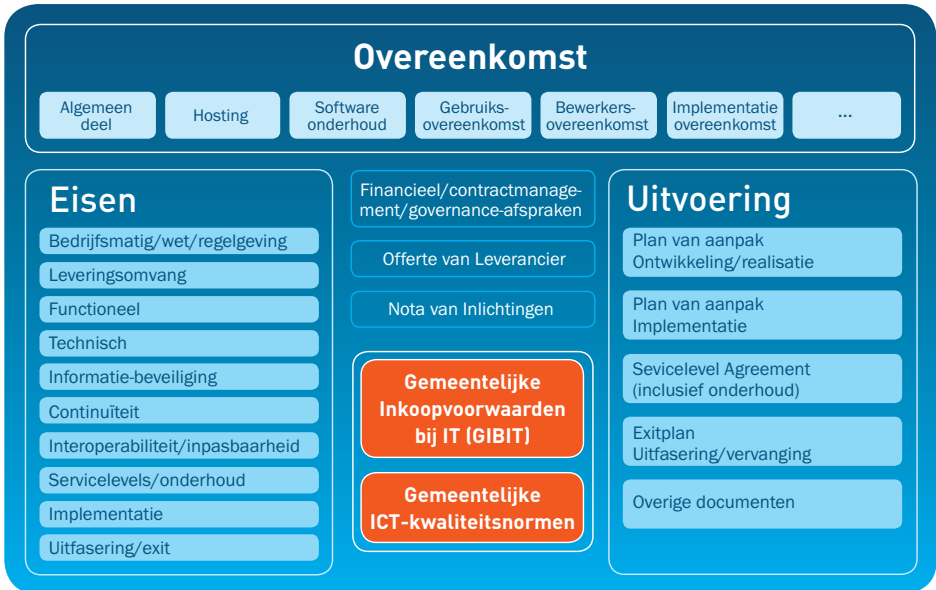 Overeenkomst
Algemeen
deel
Hosting
Software
onderhoud
Gebruiks-
overeenkomst
Bewerkers-
overeenkomst
Implementatie
overeenkomst
...
Eisen
Bedrijfsmatig/wet/regelgeving
Leveringsomvang
Functioneel
Technisch
Informatie-beveiliging
Continuïteit
Interoperabiliteit/inpasbaarheid
Servicelevels/onderhoud
Implementatie
Uitfasering/exit
Financieel/contractmanage-
ment/governance-afspraken
Offerte van Leverancier
Nota van Inlichtingen
Gemeentelijke
Inkoopvoorwaarden
bij IT (GIBIT)
Gemeentelijke
ICT-kwaliteitsnormen
Uitvoering
Plan van aanpak
Ontwikkeling/realisatie
Plan van aanpak
Implementatie
Sevicelevel Agreement
(inclusief onderhoud)
Exitplan
Uitfasering/vervanging
Overige documenten